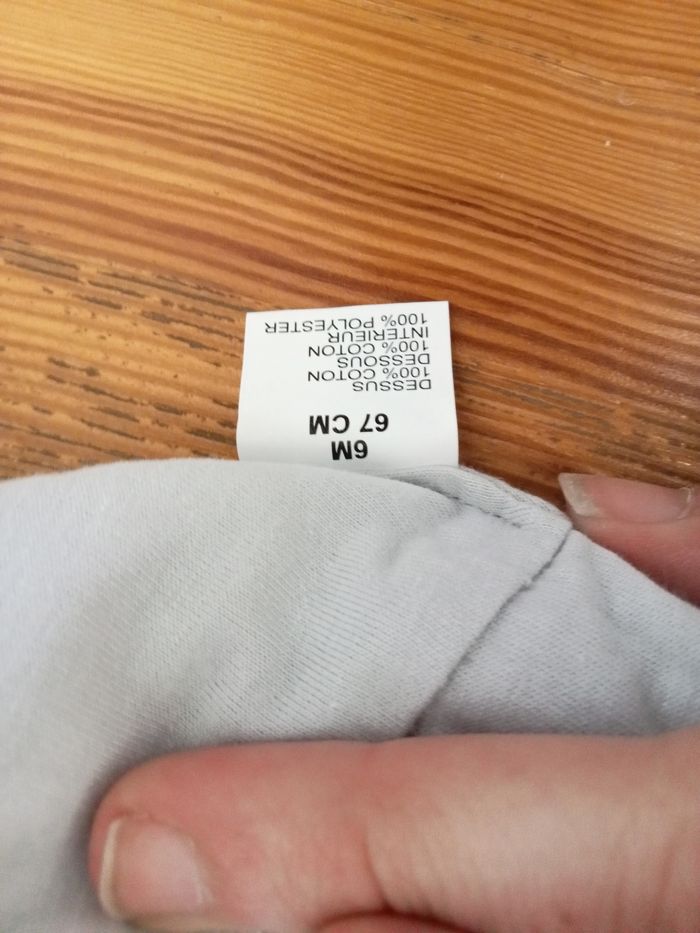 6M
67 CM
DESSUS
100% COTON
DESSOUS
100% COTON
INTERIEUR
100% POLYESTER